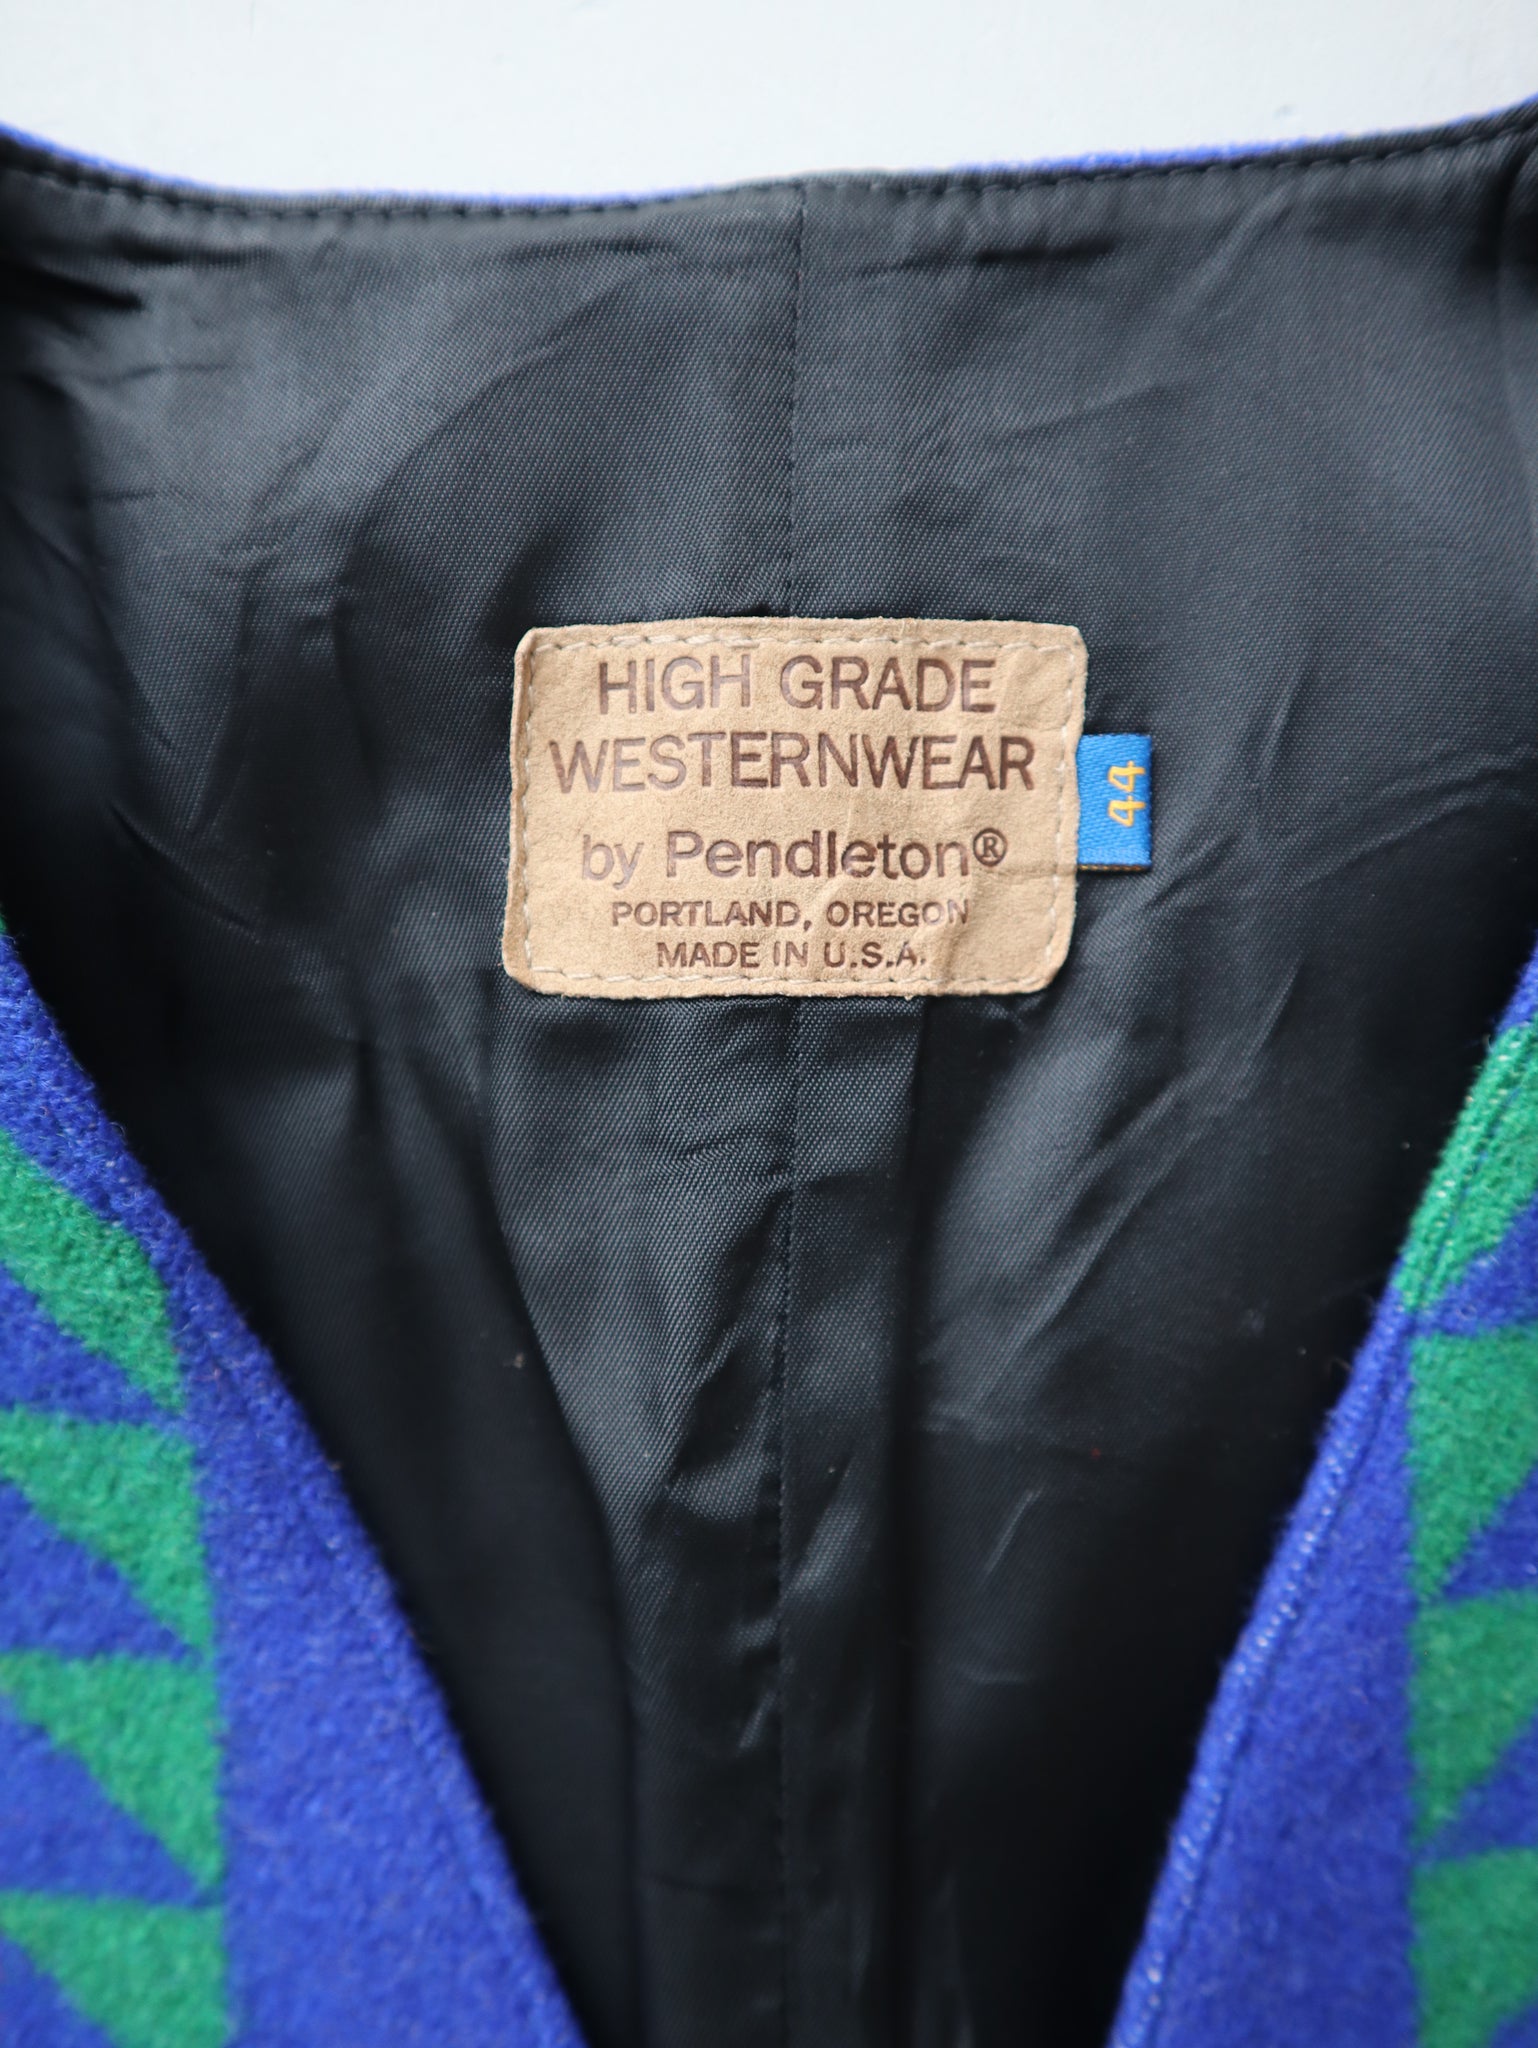 HIGH GRADE
WESTERNWEAR
by Pendleton®
PORTLAND, OREGON
MADE IN U.S.A.
44